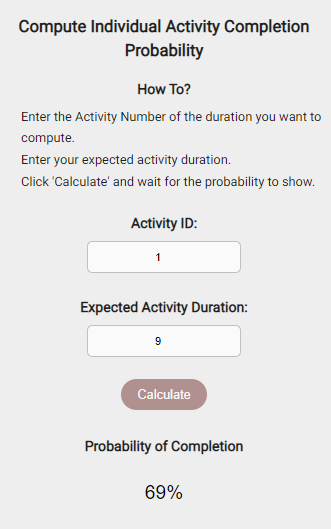 Compute Individual Activity Completion
Probability
How To?
Enter the Activity Number of the duration you want to
compute.
Enter your expected activity duration.
Click 'Calculate' and wait for the probability to show.
Activity ID:
1
Expected Activity Duration:
9
Calculate
Probability of Completion
69%